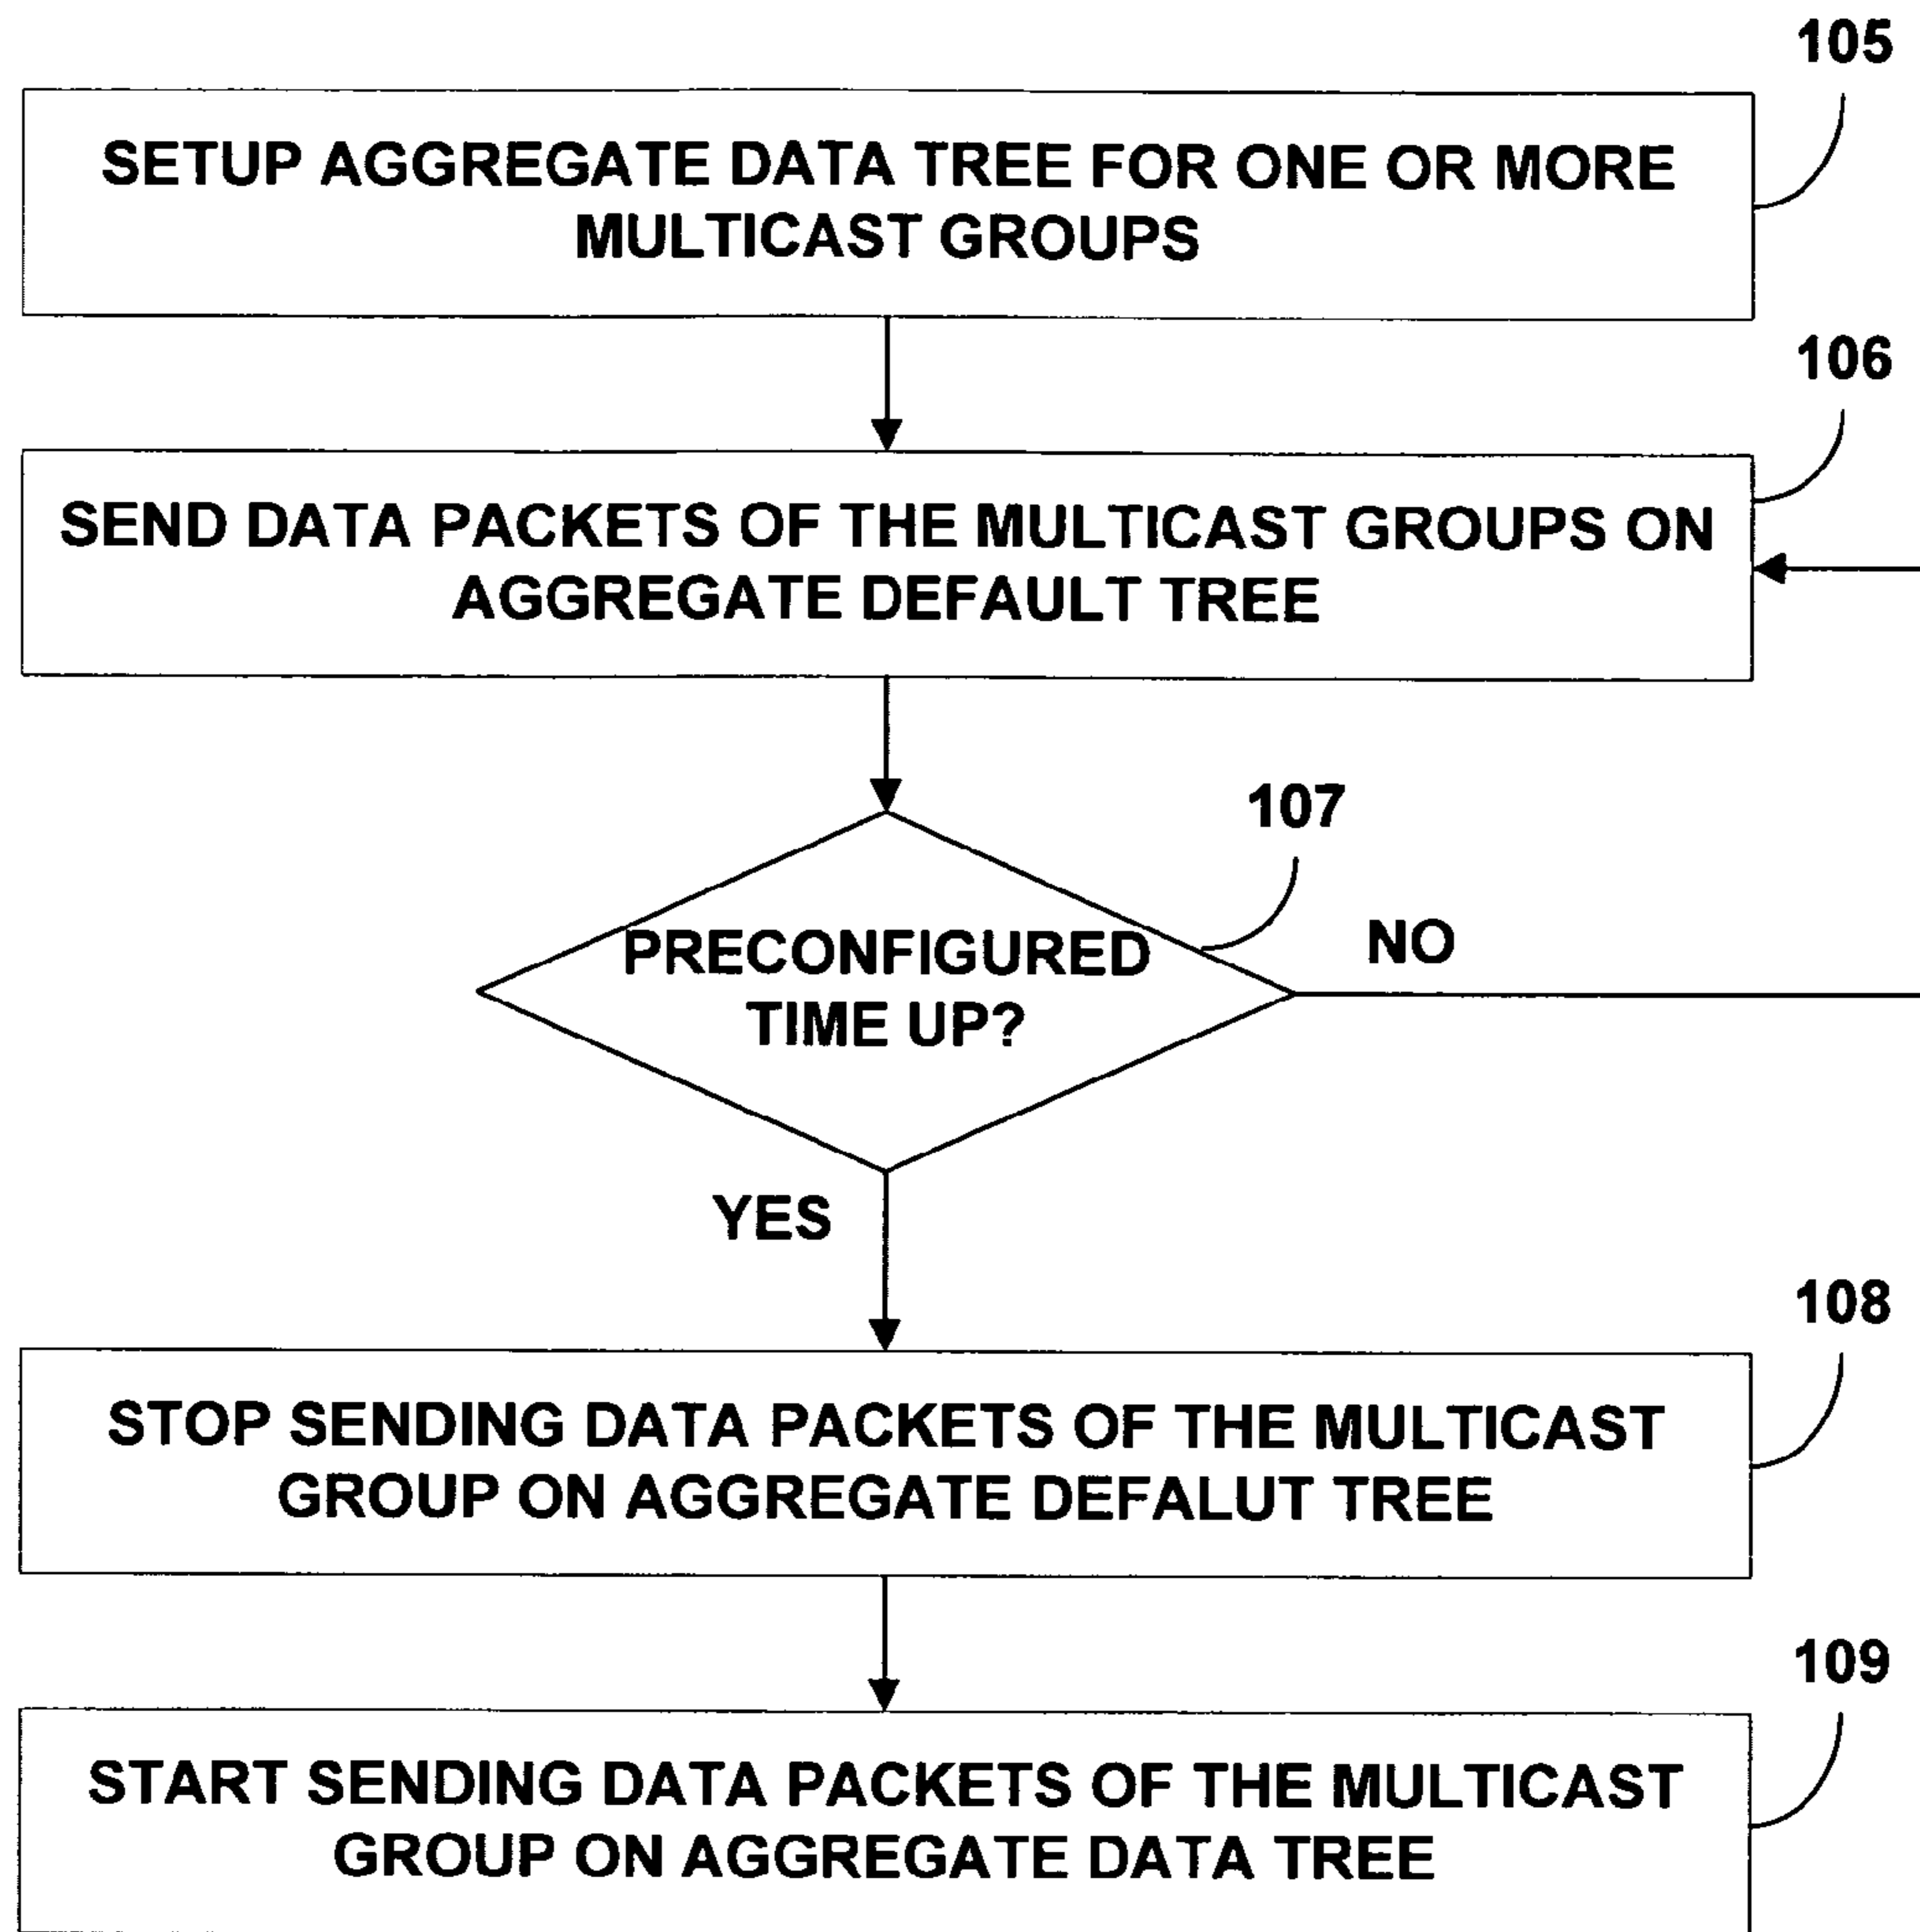 105
SETUP AGGREGATE DATA TREE FOR ONE OR MORE
MULTICAST GROUPS
106
SEND DATA PACKETS OF THE MULTICAST GROUPS ON
AGGREGATE DEFAULT TREE
107
PRECONFIGURED
TIME UP?
NO
YES
108
STOP SENDING DATA PACKETS OF THE MULTICAST
GROUP ON AGGREGATE DEFALUT TREE
109
START SENDING DATA PACKETS OF THE MULTICAST
GROUP ON AGGREGATE DATA TREE